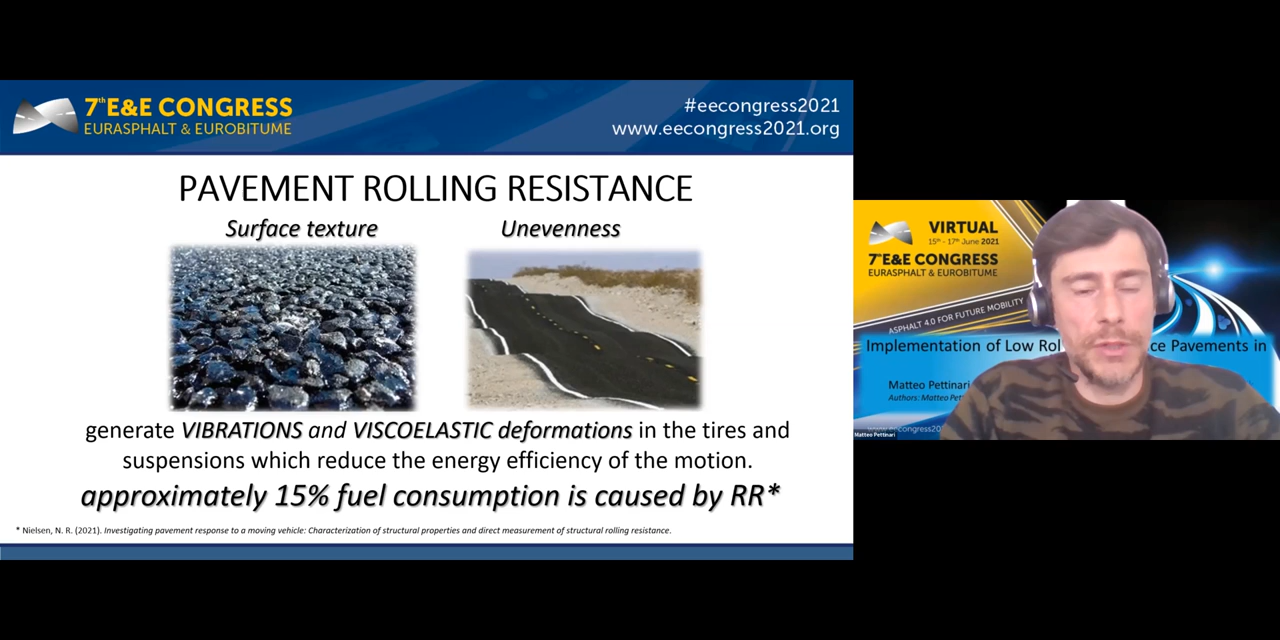 7th E&E CONGRESS
EURASPHALT & EUROBITUME
#eecongress2021
www.eecongress2021.org
PAVEMENT ROLLING RESISTANCE
Surface texture
Unevenness
generate VIBRATIONS and VISCOELASTIC deformations in the tires and
suspensions which reduce the energy efficiency of the motion.
approximately 15% fuel consumption is caused by RR*
* Nielsen, N. R. (2021). Investigating pavement response to a moving vehicle: Characterization of structural properties and direct measurement of structural rolling resistance.
VIRTUAL
15th - 17th June 2021
7th E&E CONGRESS
EURASPHALT & EUROBITUME
ASPHALT 4.0 FOR FUTURE MOBILITY
Implementation of Low Pavements in
Matteo Pettinari
Authors: Matteo
Matteo Pettinari